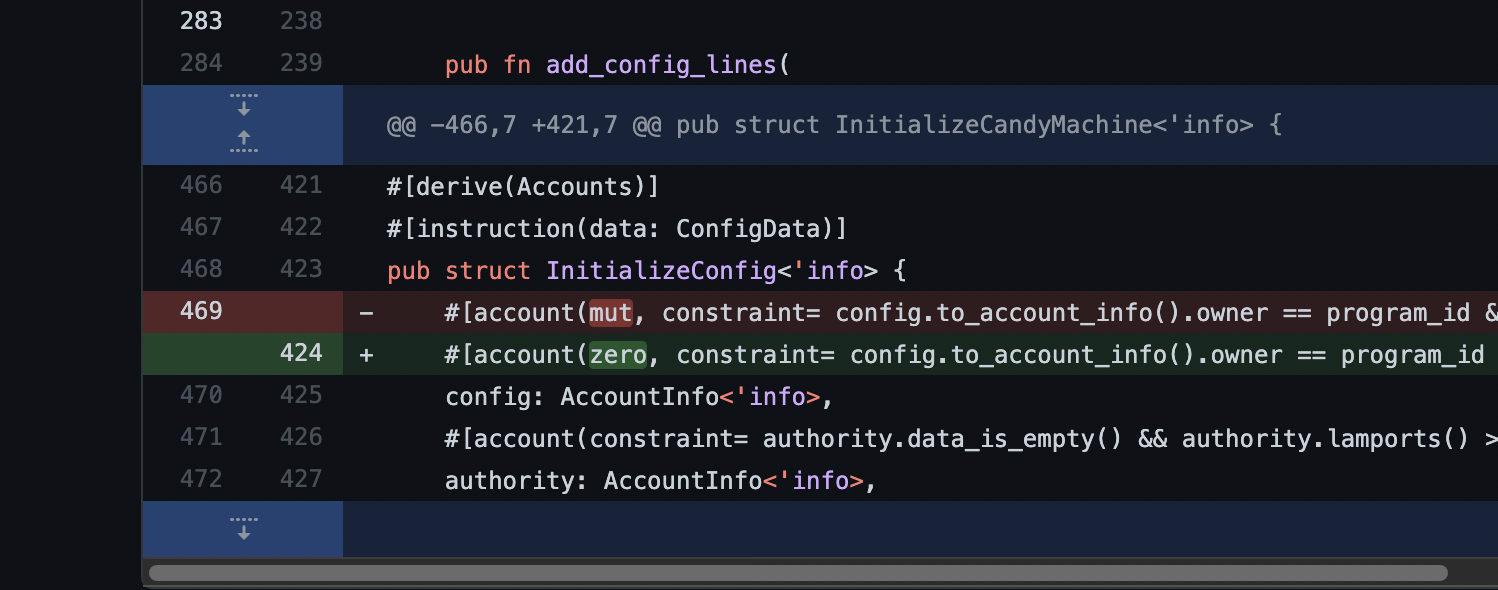 283 238
284 239 pub fn add_config_lines(
@@ -466,7 +421,7 @@ pub struct InitializeCandyMachine<'info> {
466 421 #[derive(Accounts)]
467 422 #[instruction(data: ConfigData)]
468 423 pub struct InitializeConfig<'info> {
469 - #[account(mut, constraint= config.to_account_info().owner == program_id &
424 + #[account(zero, constraint= config.to_account_info().owner == program_id
470 425 config: AccountInfo<'info>,
471 426 #[account(constraint= authority.data_is_empty() && authority.lamports() >
472 427 authority: AccountInfo<'info>,